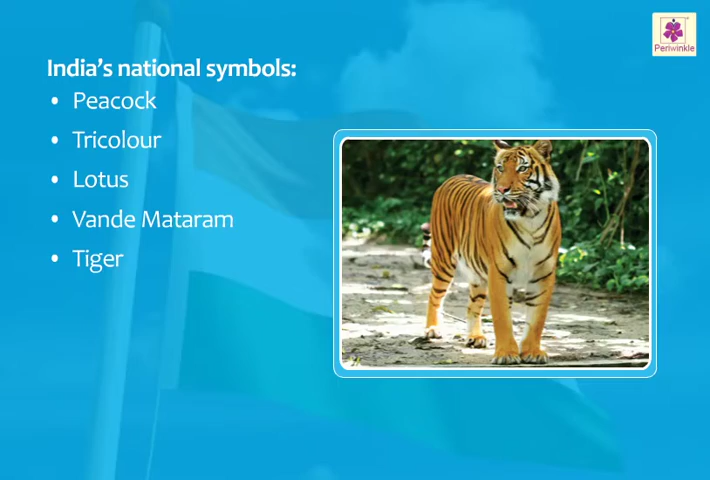 India's national symbols:
• Peacock
• Tricolour
• Lotus
• Vande Mataram
• Tiger
Periwinkle